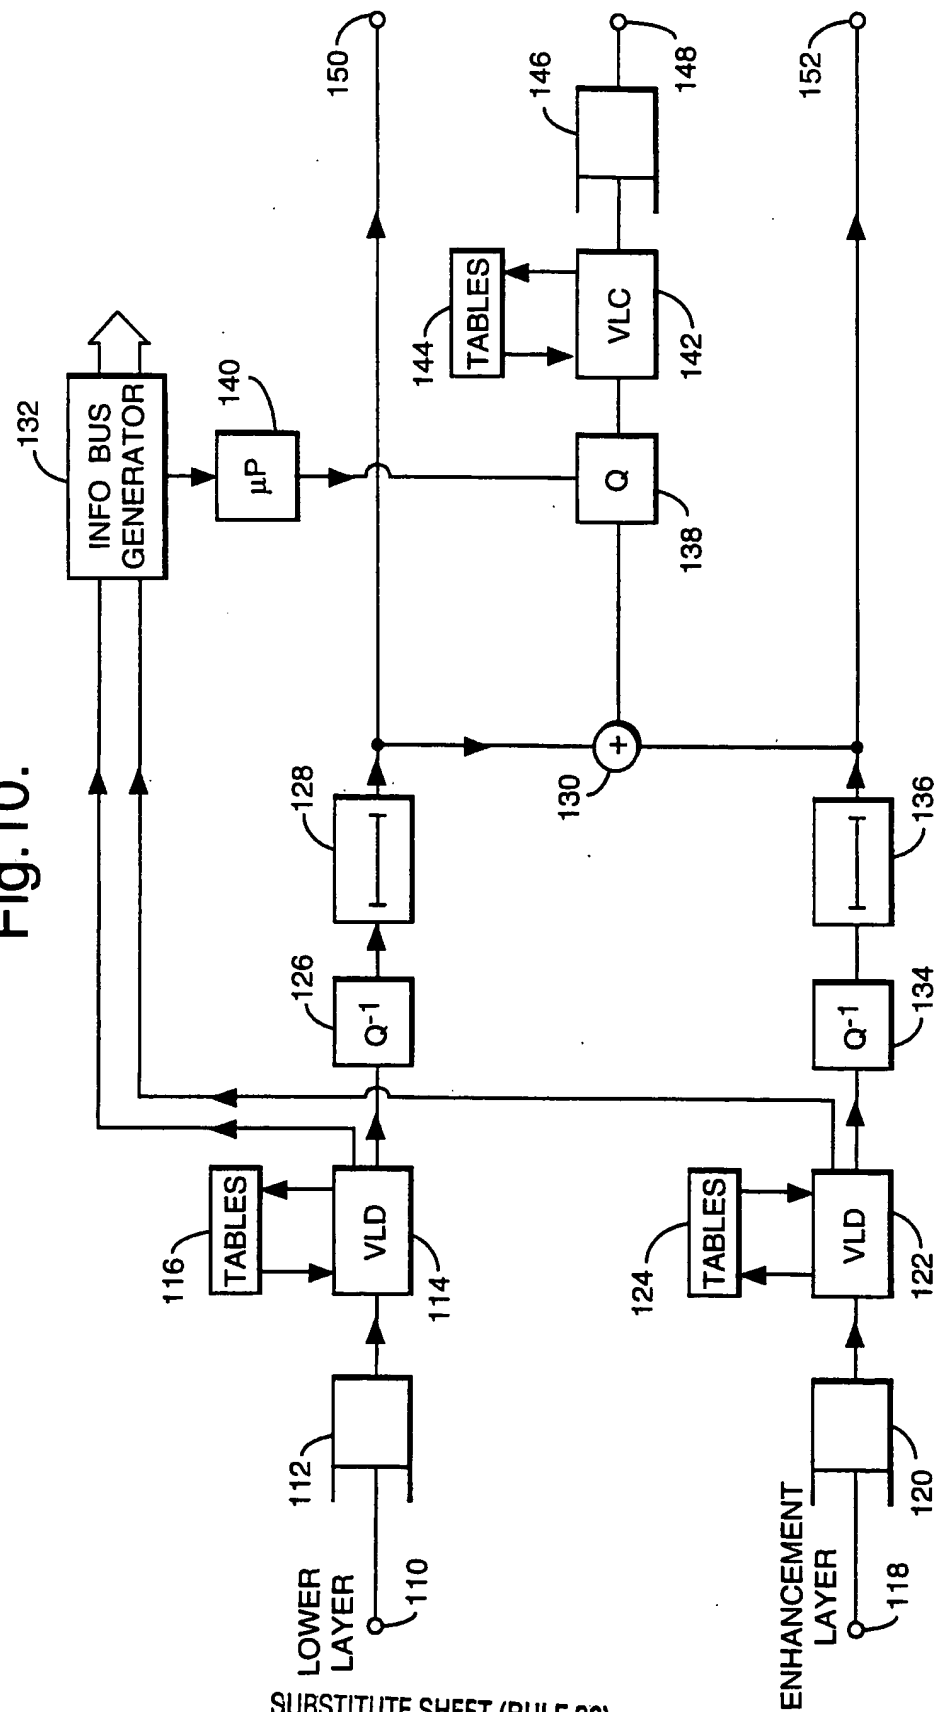 Fig.10.
132
INFO BUS
GENERATOR
140
µP
150
128
126
Q-1
116
TABLES
VLD
114
112
LOWER
LAYER
110
144
TABLES
146
148
VLC
142
Q
138
+
130
152
136
134
Q-1
124
TABLES
VLD
122
120
ENHANCEMENT
LAYER
118